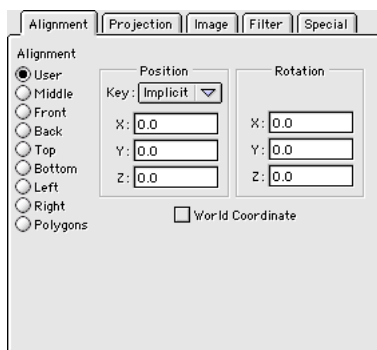 Alignment Projection Image Filter Special
Alignment
User
Middle
Front
Back
Top
Bottom
Left
Right
Polygons
Position
Key: Implicit
X: 0.0
Y: 0.0
Z: 0.0
Rotation
X: 0.0
Y: 0.0
Z: 0.0
World Coordinate